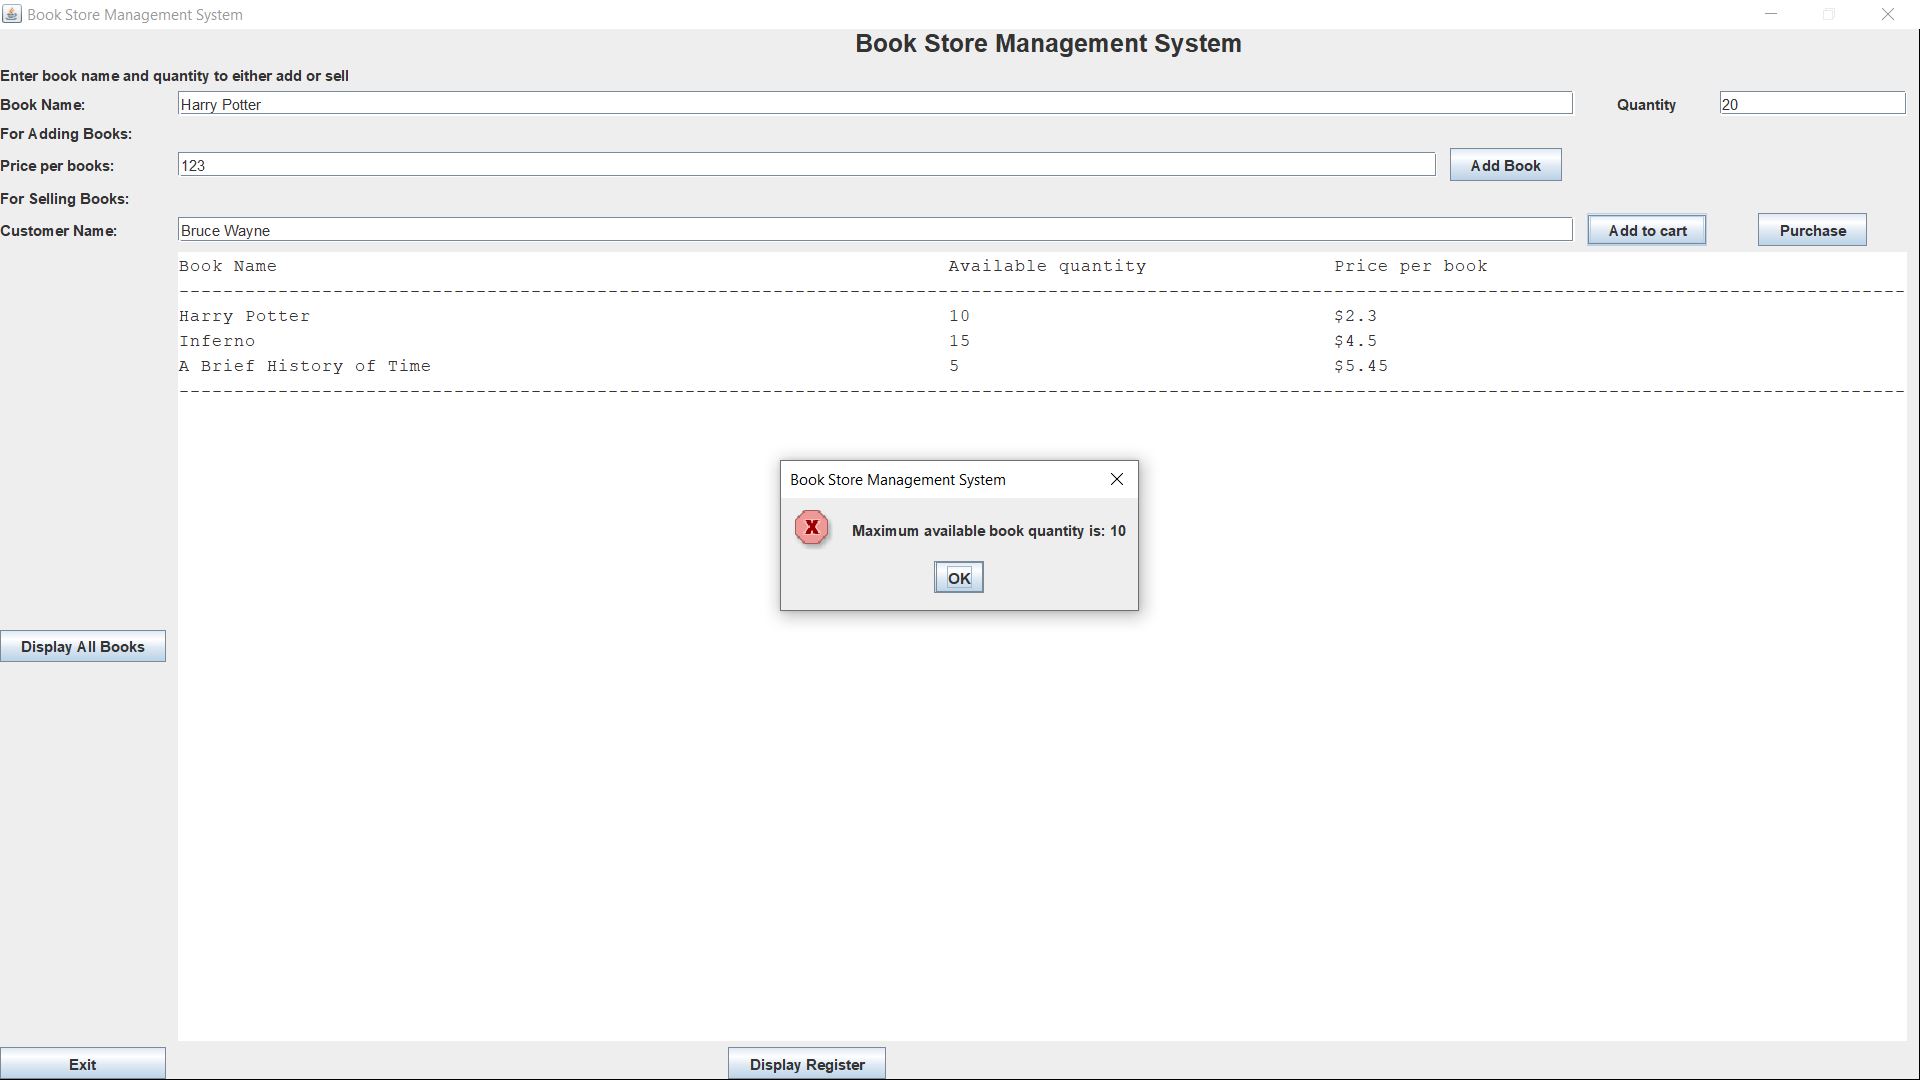 Book Store Management System
Book Store Management System
Enter book name and quantity to either add or sell
Book Name: Harry Potter Quantity 20
For Adding Books:
Price per books: 123 Add Book
For Selling Books:
Customer Name: Bruce Wayne Add to cart Purchase
Book Name Available quantity Price per book
Harry Potter 10 $2.3
Inferno 15 $4.5
A Brief History of Time 5 $5.45
Book Store Management System
X Maximum available book quantity is: 10
OK
Display All Books
Exit Display Register